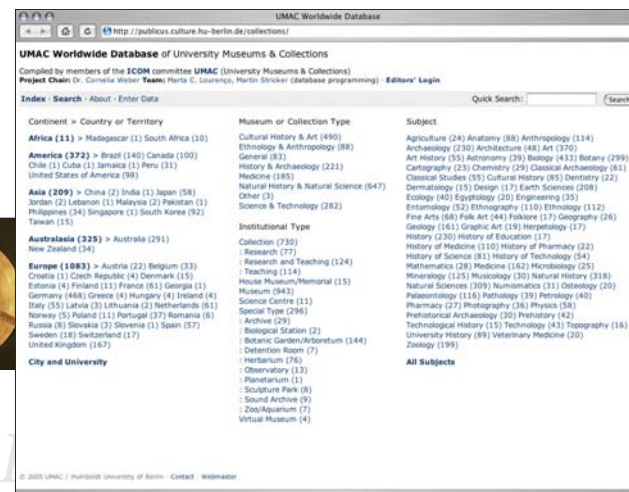 UMAC Worldwide Database
http://publicus.culture.hu-berlin.de/collections/
UMAC Worldwide Database of University Museums & Collections
Compiled by members of the ICOM committee UMAC (University Museums & Collections)
Project Chair: Dr. Cornelia Weber Team: Marta C. Lourenço, Martin Stricker (database programming) - Editors' Login
Index - Search - About - Enter Data
Quick Search:
Search
Continent > Country or Territory
Africa (11) > Madagascar (1) South Africa (10)
America (372) > Brazil (140) Canada (100)
Chile (1) Cuba (1) Jamaica (1) Peru (31)
United States of America (98)
Asia (209) > China (2) India (1) Japan (58)
Jordan (2) Lebanon (1) Malaysia (2) Pakistan (1)
Philippines (34) Singapore (1) South Korea (92)
Taiwan (15)
Australasia (325) > Australia (291)
New Zealand (34)
Europe (1083) > Austria (22) Belgium (33)
Croatia (1) Czech Republic (4) Denmark (15)
Estonia (4) Finland (11) France (61) Georgia (1)
Germany (468) Greece (4) Hungary (4) Ireland (4)
Italy (55) Latvia (3) Lithuania (2) Netherlands (61)
Norway (5) Poland (11) Portugal (37) Romania (6)
Russia (8) Slovakia (3) Slovenia (1) Spain (57)
Sweden (18) Switzerland (17)
United Kingdom (167)
City and University
Museum or Collection Type
Cultural History & Art (490)
Ethnology & Anthropology (88)
General (83)
History & Archaeology (221)
Medicine (185)
Natural History & Natural Science (647)
Other (3)
Science & Technology (282)
Institutional Type
Collection (730)
: Research (77)
: Research and Teaching (124)
: Teaching (114)
House Museum/Memorial (15)
Museum (943)
Science Centre (11)
Special Type (296)
: Archive (29)
: Biological Station (2)
: Botanic Garden/Arboretum (144)
: Detention Room (7)
: Herbarium (76)
: Observatory (13)
: Planetarium (1)
: Sculpture Park (8)
: Sound Archive (9)
: Zoo/Aquarium (7)
Virtual Museum (4)
Subject
Agriculture (24) Anatomy (88) Anthropology (114)
Archaeology (230) Architecture (48) Art (370)
Art History (55) Astronomy (39) Biology (433) Botany (299)
Cartography (23) Chemistry (29) Classical Archaeology (61)
Classical Studies (55) Cultural History (85) Dentistry (22)
Dermatology (15) Design (17) Earth Sciences (208)
Ecology (40) Egyptology (20) Engineering (35)
Entomology (52) Ethnography (110) Ethnology (112)
Fine Arts (68) Folk Art (44) Folklore (17) Geography (26)
Geology (161) Graphic Art (19) Herpetology (17)
History (230) History of Education (17)
History of Medicine (110) History of Pharmacy (22)
History of Science (81) History of Technology (54)
Mathematics (28) Medicine (162) Microbiology (25)
Mineralogy (125) Musicology (30) Natural History (318)
Natural Sciences (309) Numismatics (31) Osteology (20)
Palaeontology (116) Pathology (39) Petrology (40)
Pharmacy (27) Photography (36) Physics (58)
Prehistorical Archaeology (30) Prehistory (42)
Technological History (15) Technology (43) Topography (16)
University History (89) Veterinary Medicine (20)
Zoology (199)
All Subjects
© 2005 UMAC / Humboldt University of Berlin - Contact - Webmaster